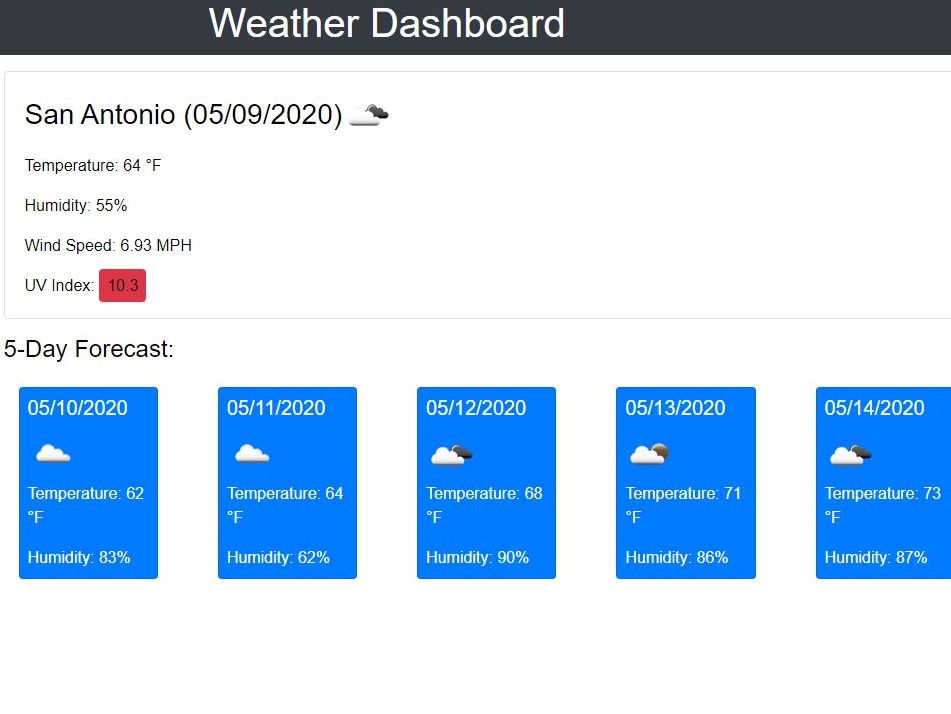 Weather Dashboard
San Antonio (05/09/2020)
Temperature: 64 °F
Humidity: 55%
Wind Speed: 6.93 MPH
UV Index: 10.3
5-Day Forecast:
05/10/2020
Temperature: 62
°F
Humidity: 83%
05/11/2020
Temperature: 64
°F
Humidity: 62%
05/12/2020
Temperature: 68
°F
Humidity: 90%
05/13/2020
Temperature: 71
°F
Humidity: 86%
05/14/2020
Temperature: 73
°F
Humidity: 87%